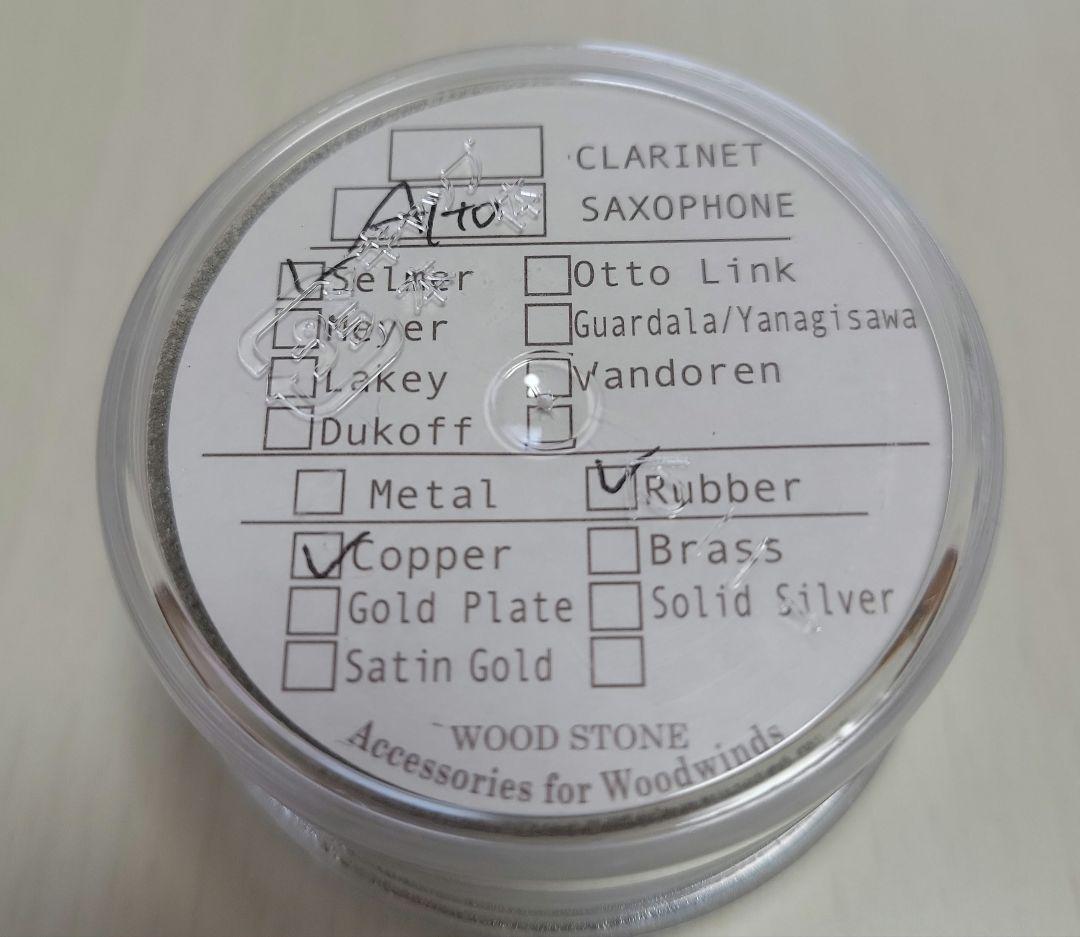 CLARINET
Alto SAXOPHONE
Selmer Otto Link
Meyer Guardala/Yanagisawa
Lakey Vandoren
Dukoff
Metal Rubber
Copper Brass
Gold Plate Solid Silver
Satin Gold
WOOD STONE
Accessories for Woodwinds